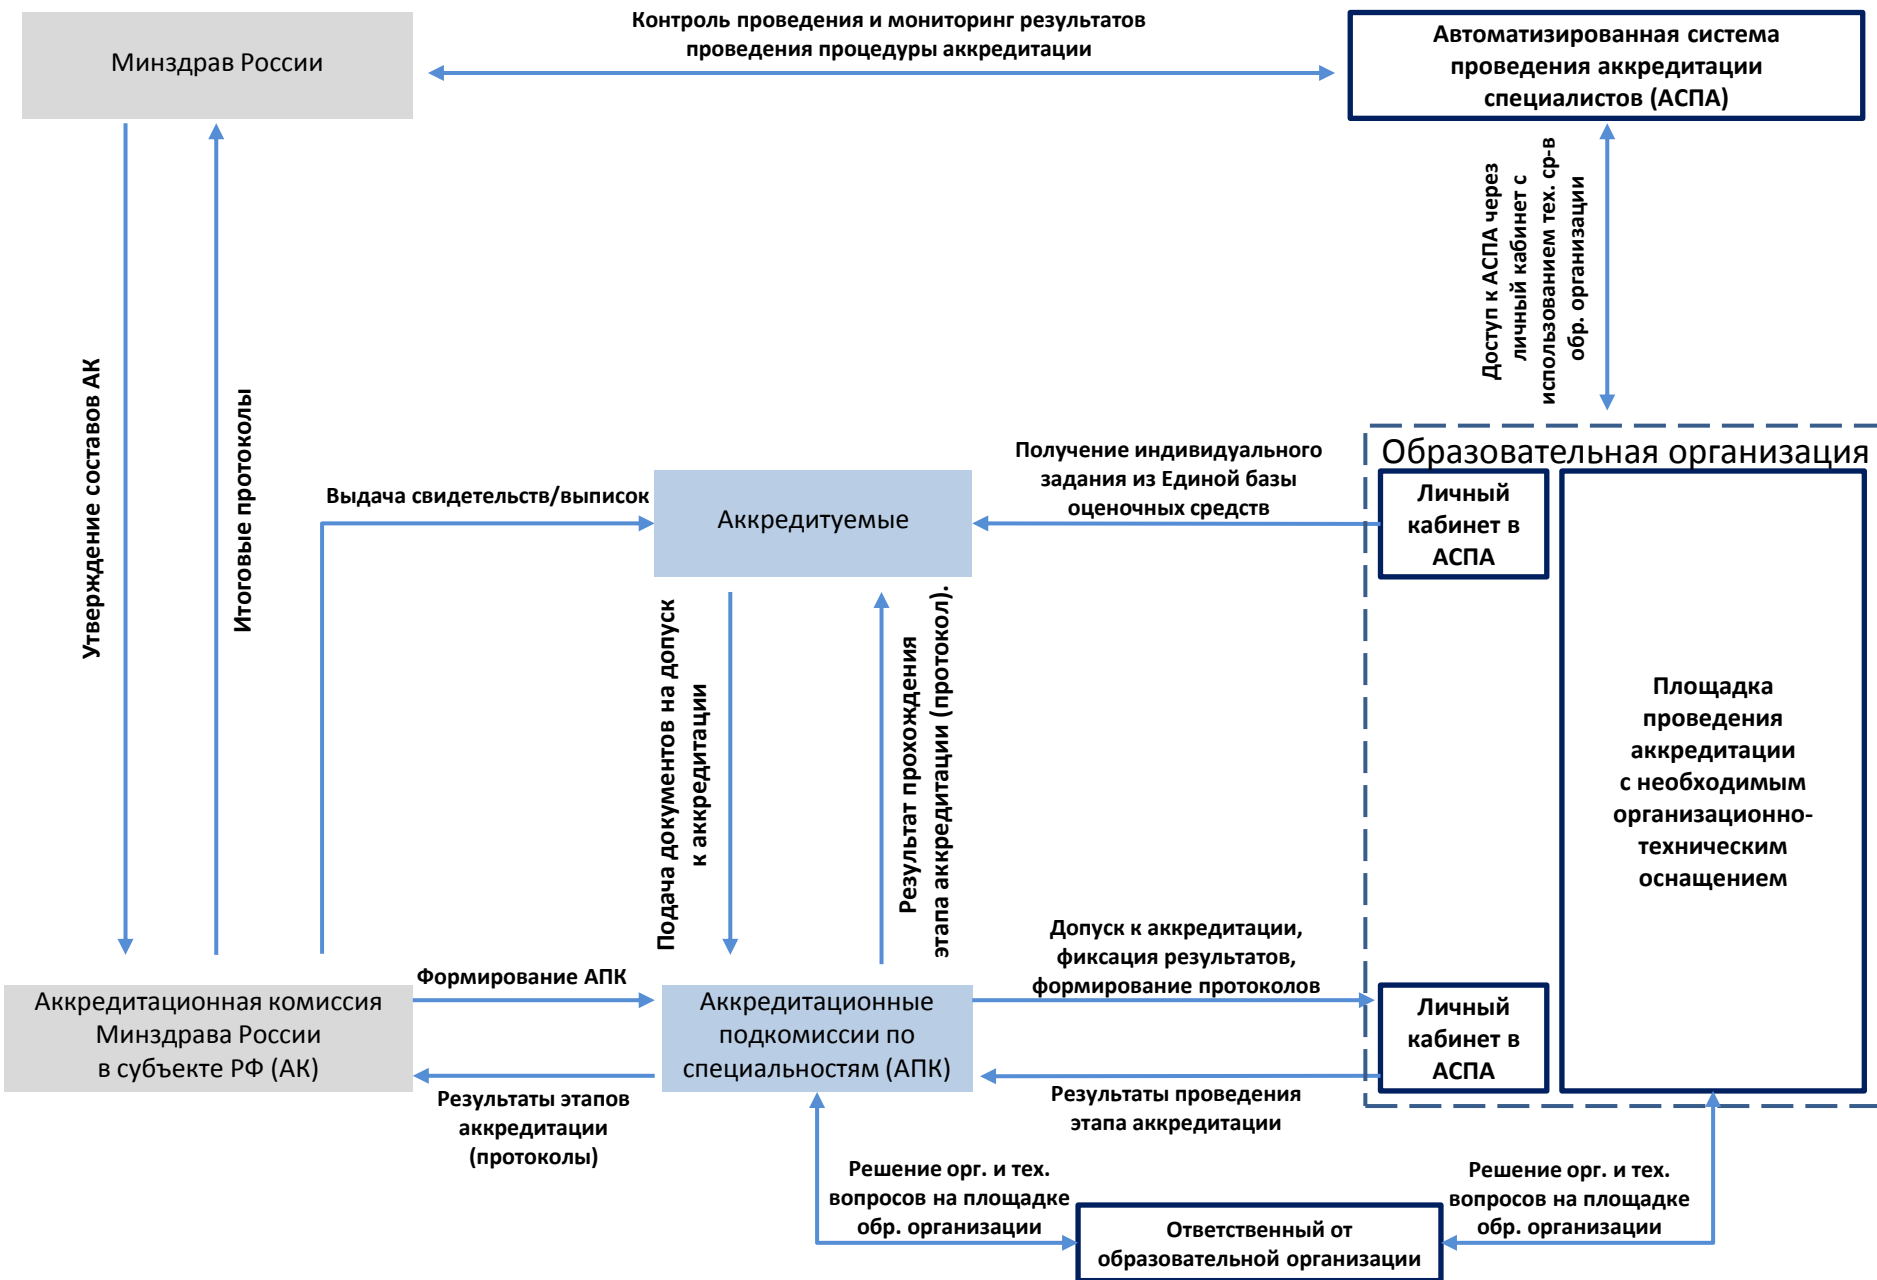 Минздрав России
Контроль проведения и мониторинг результатов
проведения процедуры аккредитации
Автоматизированная система
проведения аккредитации
специалистов (АСПА)
Утверждение составов АК
Итоговые протоколы
Доступ к АСПА через
личный кабинет с
использованием тех. ср-в
обр. организации
Выдача свидетельств/выписок
Аккредитуемые
Получение индивидуального
задания из Единой базы
оценочных средств
Образовательная организация
Личный
кабинет в
АСПА
Площадка
проведения
аккредитации
с необходимым
организационно-
техническим
оснащением
Подача документов на допуск
к аккредитации
Результат прохождения
этапа аккредитации (протокол).
Аккредитационная комиссия
Минздрава России
в субъекте РФ (АК)
Формирование АПК
Результаты этапов
аккредитации
(протоколы)
Аккредитационные
подкомиссии по
специальностям (АПК)
Допуск к аккредитации,
фиксация результатов,
формирование протоколов
Результаты проведения
этапа аккредитации
Личный
кабинет в
АСПА
Решение орг. и тех.
вопросов на площадке
обр. организации
Ответственный от
образовательной организации
Решение орг. и тех.
вопросов на площадке
обр. организации